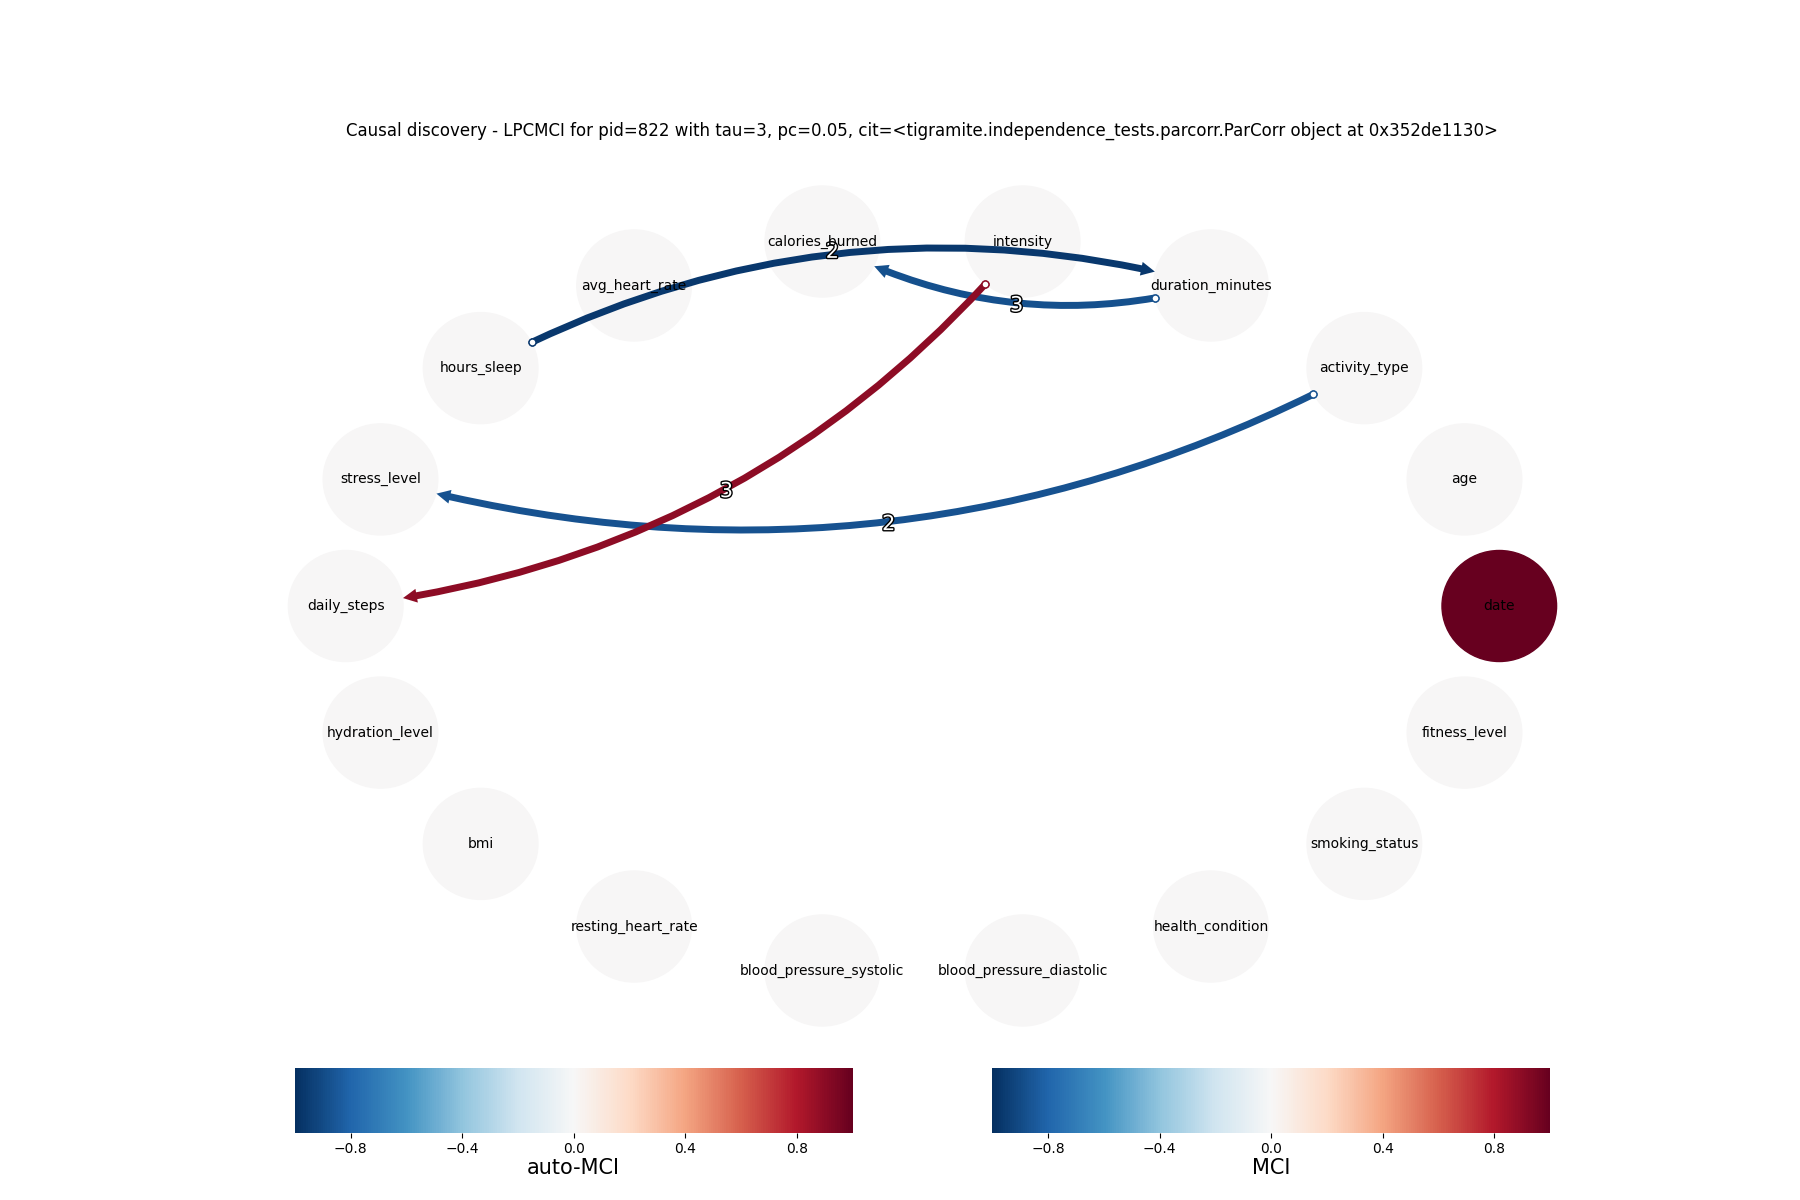 Causal discovery - LPCMCI for pid=822 with tau=3, pc=0.05, cit=<tigramite.independence_tests.parcorr.ParCorr object at 0x352de1130>
calories_burned
intensity
2
avg_heart_rate
duration_minutes
3
hours_sleep
activity_type
stress_level
age
3
2
daily_steps
date
hydration_level
fitness_level
bmi
smoking_status
resting_heart_rate
health_condition
blood_pressure_systolic
blood_pressure_diastolic
−0.8 −0.4 0.0 0.4 0.8
auto-MCI
−0.8 −0.4 0.0 0.4 0.8
MCI